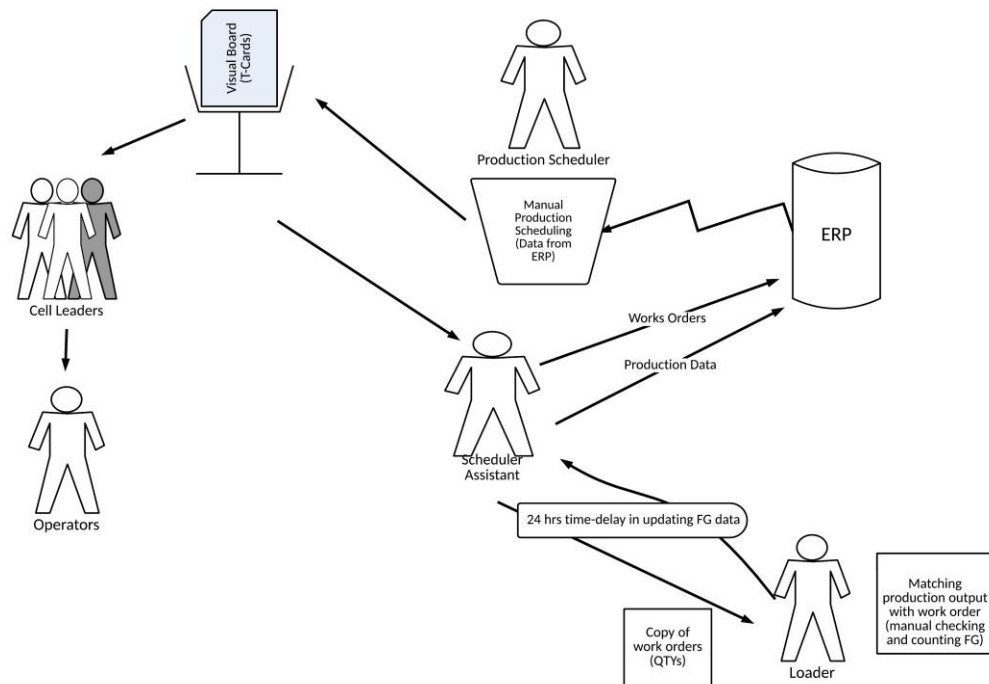 Visual Board
(T-Cards)
Production Scheduler
Manual
Production
Scheduling
(Data from
ERP)
ERP
Cell Leaders
Works Orders
Production Data
Scheduler
Assistant
Operators
24 hrs time-delay in updating FG data
Matching
production output
with work order
(manual checking
and counting FG)
Copy of
work orders
(QTYs)
Loader